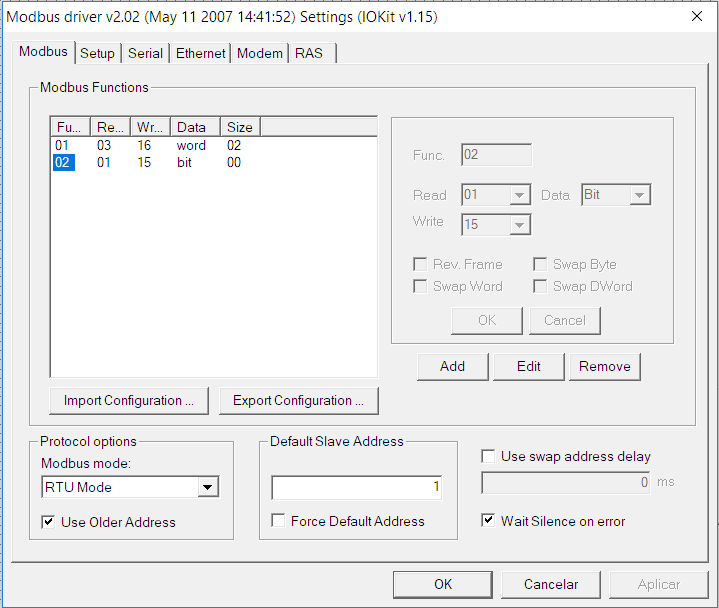 Modbus driver v2.02 (May 11 2007 14:41:52) Settings (IOKit v1.15)
Modbus Setup Serial Ethernet Modem RAS
Modbus Functions
Fu... Re... Wr... Data Size
01 03 16 word 02
02 01 15 bit 00
Func. 02
Read 01 Data Bit
Write 15
Rev. Frame Swap Byte
Swap Word Swap DWord
OK Cancel
Add Edit Remove
Import Configuration ... Export Configuration ...
Protocol options
Modbus mode:
RTU Mode
Use Older Address
Default Slave Address
1
Force Default Address
Use swap address delay
0 ms
Wait Silence on error
OK Cancelar Aplicar